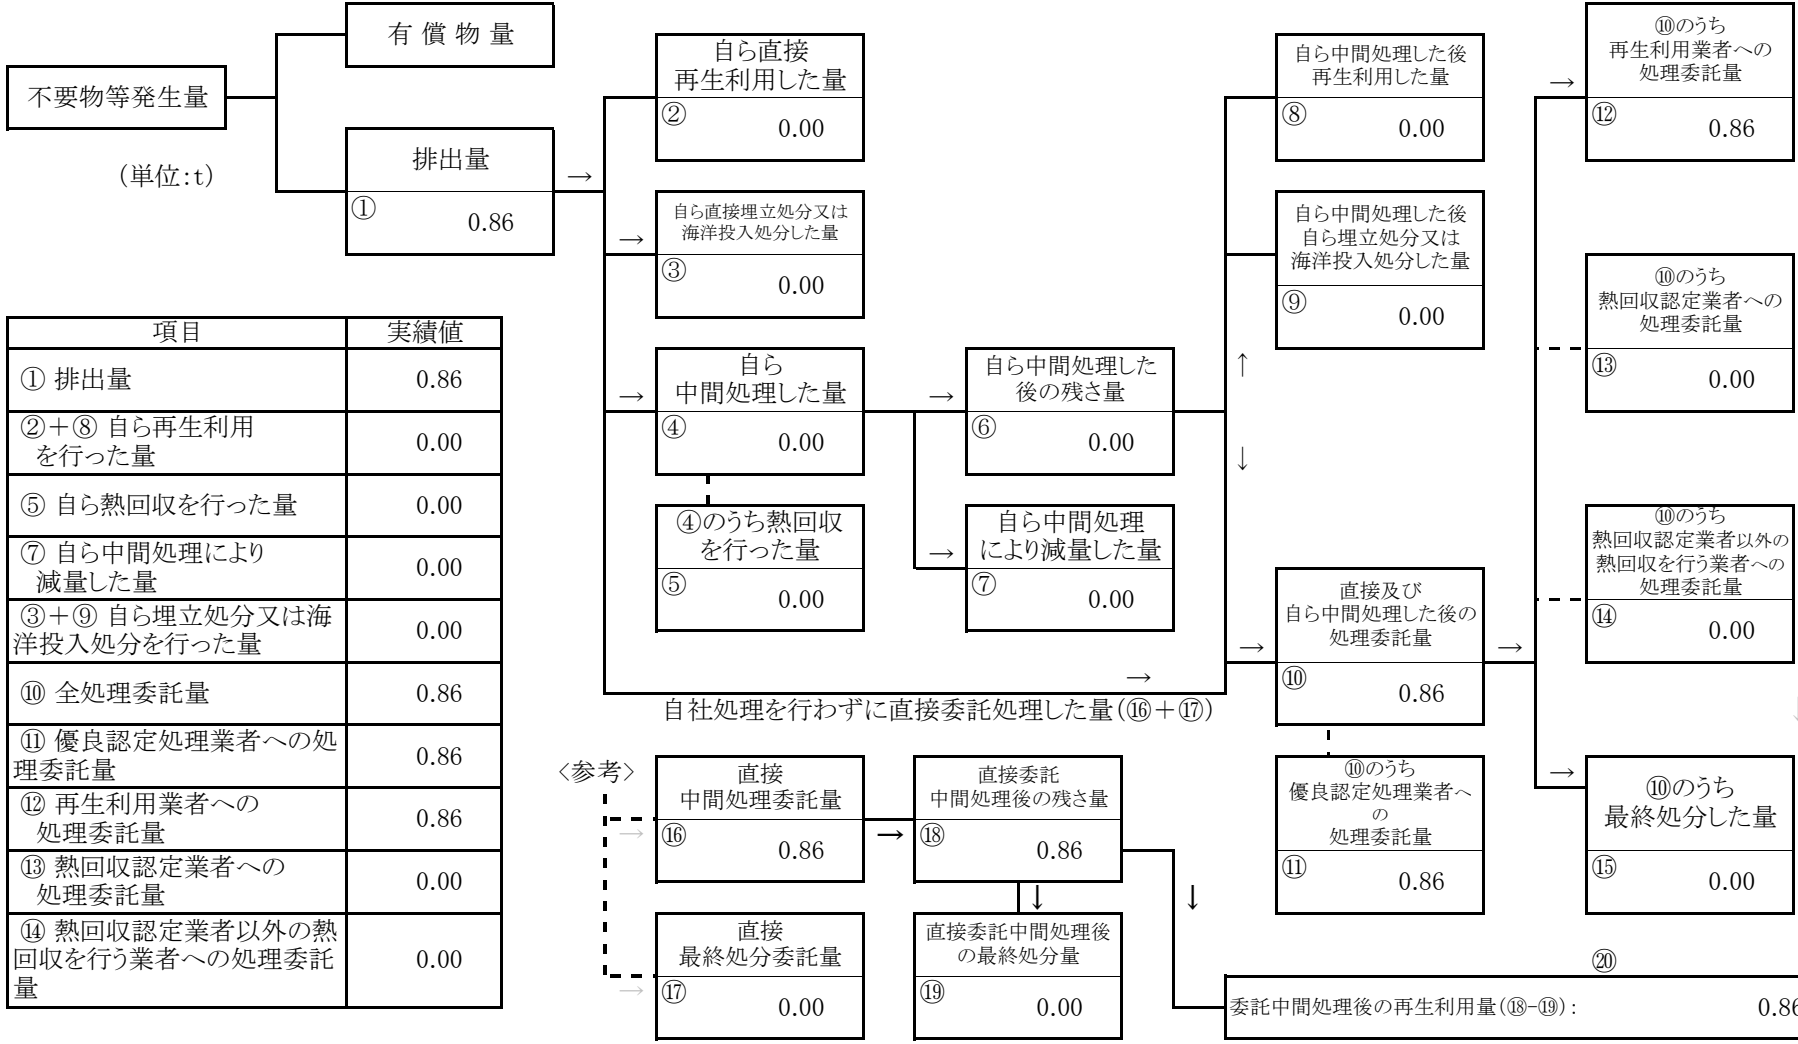 不要物等発生量
有 償 物 量
排出量
①
0.86
(単位:t)
→
自ら直接
再生利用した量
②
0.00
→
自ら直接埋立処分又は
海洋投入処分した量
③
0.00
→
自ら
中間処理した量
④
0.00
④のうち熱回収
を行った量
⑤
0.00
→
自ら中間処理した
後の残さ量
⑥
0.00
→
自ら中間処理
により減量した量
⑦
0.00
自ら中間処理した後
再生利用した量
⑧
0.00
自ら中間処理した後
自ら埋立処分又は
海洋投入処分した量
⑨
0.00
↑
↓
→
直接及び
自ら中間処理した後の
処理委託量
⑩
0.86
→
⑩のうち
優良認定処理業者へ
の
処理委託量
⑪
0.86
→
⑩のうち
再生利用業者への
処理委託量
⑫
0.86
⑩のうち
熱回収認定業者への
処理委託量
⑬
0.00
⑩のうち
熱回収認定業者以外の
熱回収を行う業者への
処理委託量
⑭
0.00
→
⑩のうち
最終処分した量
⑮
0.00
→
自社処理を行わずに直接委託処理した量(⑯+⑰)
項目 実績値
① 排出量 0.86
②+⑧ 自ら再生利用
を行った量
0.00
⑤ 自ら熱回収を行った量 0.00
⑦ 自ら中間処理により
減量した量
0.00
③+⑨ 自ら埋立処分又は海
洋投入処分を行った量
0.00
⑩ 全処理委託量 0.86
⑪ 優良認定処理業者への処
理委託量
0.86
⑫ 再生利用業者への
処理委託量
0.86
⑬ 熱回収認定業者への
処理委託量
0.00
⑭ 熱回収認定業者以外の熱
回収を行う業者への処理委託
量
0.00
<参考>
→
直接
中間処理委託量
⑯
0.86
→
直接委託
中間処理後の残さ量
⑱
0.86
↓
↓
→
直接
最終処分委託量
⑰
0.00
直接委託中間処理後
の最終処分量
⑲
0.00
⑳
委託中間処理後の再生利用量(⑱-⑲): 0.86